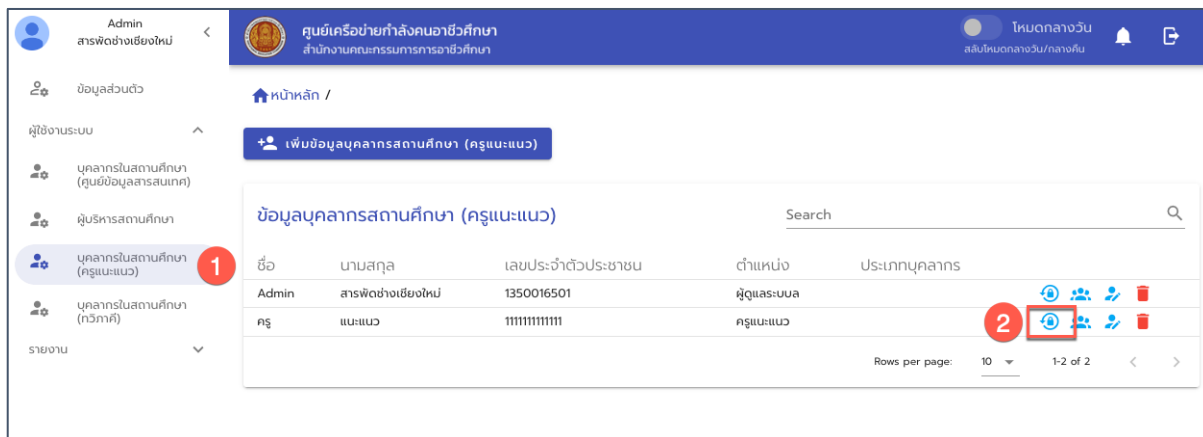 Admin
สารพัดช่างเชียงใหม่
ศูนย์เครือข่ายกำลังคนอาชีวศึกษา
สำนักงานคณะกรรมการการอาชีวศึกษา
โหมดกลางวัน
สลับโหมดกลางวัน/กลางคืน
ข้อมูลส่วนตัว
ผู้ใช้งานระบบ
บุคลากรในสถานศึกษา
(ศูนย์ข้อมูลสารสนเทศ)
ผู้บริหารสถานศึกษา
บุคลากรในสถานศึกษา
(ครูแนะแนว)
1
บุคลากรในสถานศึกษา
(ทวิภาคี)
รายงาน
หน้าหลัก /
เพิ่มข้อมูลบุคลากรสถานศึกษา (ครูแนะแนว)
ข้อมูลบุคลากรสถานศึกษา (ครูแนะแนว)
Search
ชื่อ นามสกุล เลขประจำตัวประชาชน ตำแหน่ง ประเภทบุคลากร
Admin สารพัดช่างเชียงใหม่ 1350016501 ผู้ดูแลระบบล
ครู แนะแนว 1111111111111 ครูแนะแนว
2
Rows per page: 10 1-2 of 2